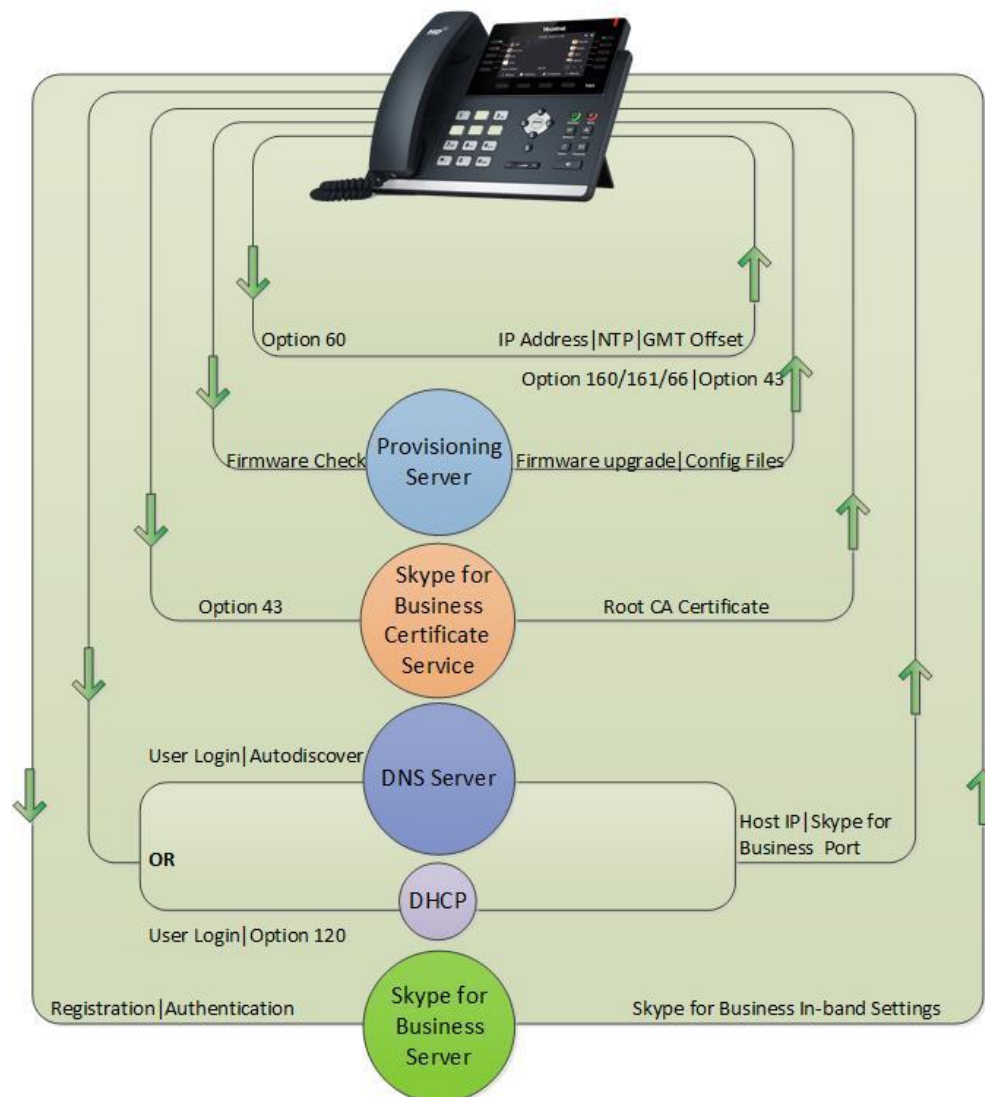 HD
Yealink
Option 60
IP Address|NTP|GMT Offset
Option 160/161/66|Option 43
Firmware Check
Provisioning
Server
Firmware upgrade|Config Files
Option 43
Skype for
Business
Certificate
Service
Root CA Certificate
User Login|Autodiscover
DNS Server
Host IP|Skype for
Business Port
OR
DHCP
User Login|Option 120
Registration|Authentication
Skype for
Business
Server
Skype for Business In-band Settings